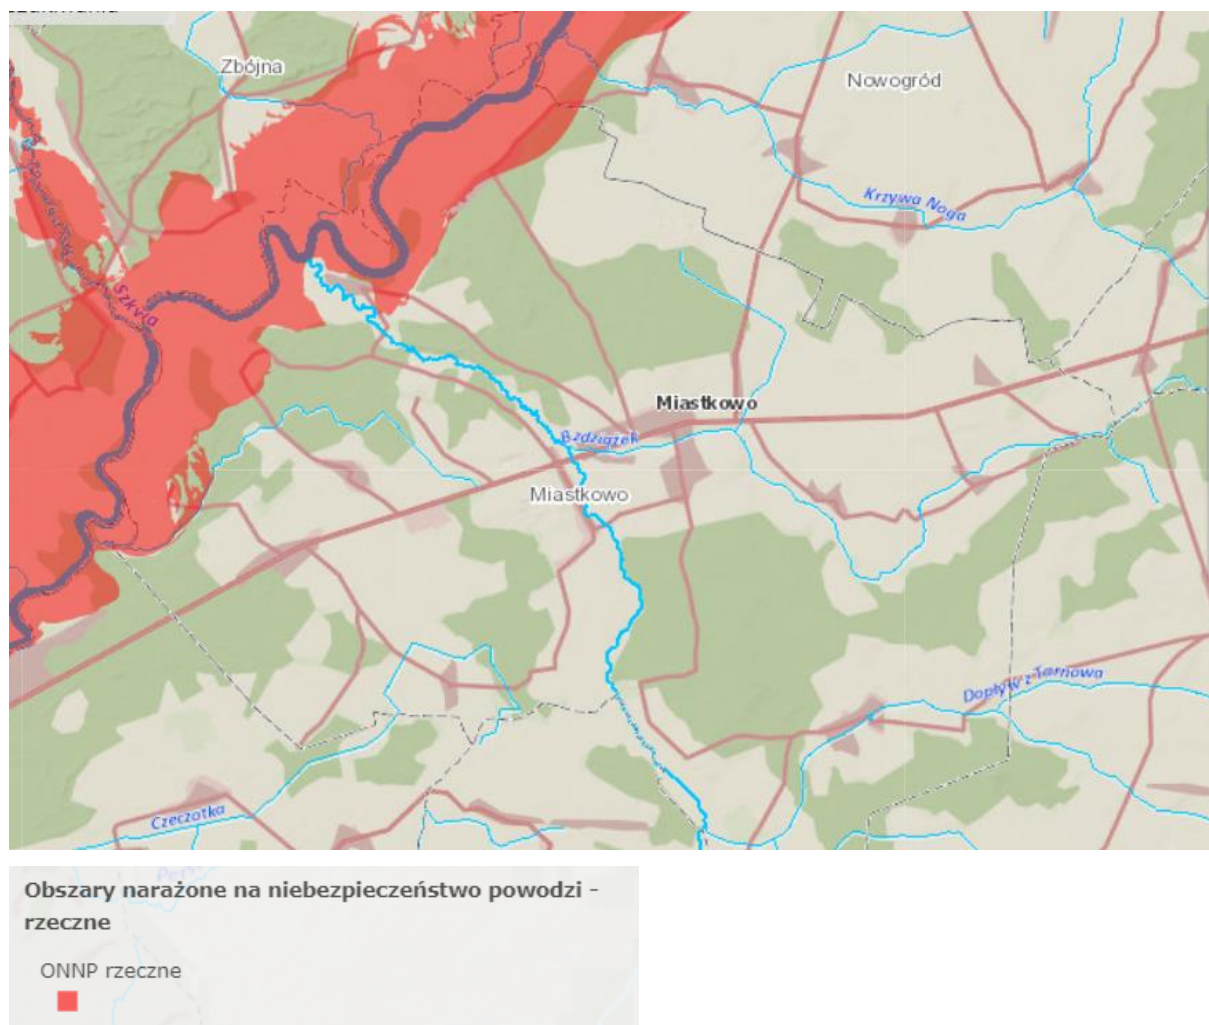 Zbójna
Nowogród
Krzywa Noga
Szkwa
Miastkowo
Bzdziążek
Miastkowo
Dopływ z Tarnowa
Czeczotka
Obszary narażone na niebezpieczeństwo powodzi -
rzeczne
ONNP rzeczne